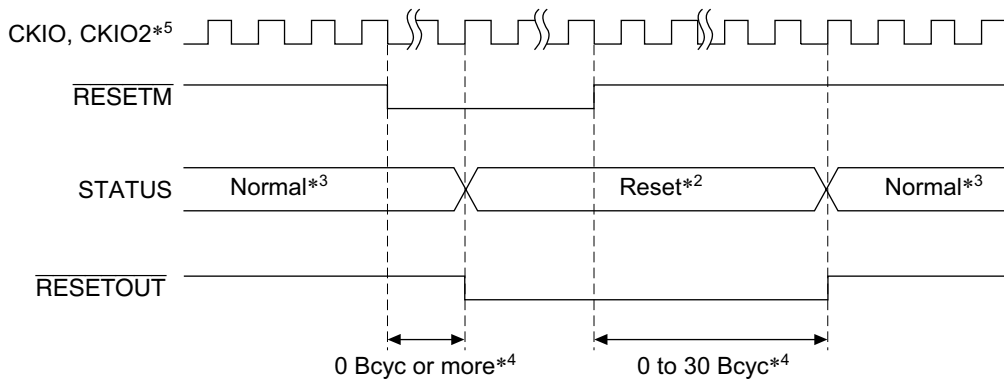 CKIO, CKIO2*5
RESETM
STATUS
Normal*3
Reset*2
Normal*3
RESETOUT
0 Bcyc or more*4
0 to 30 Bcyc*4